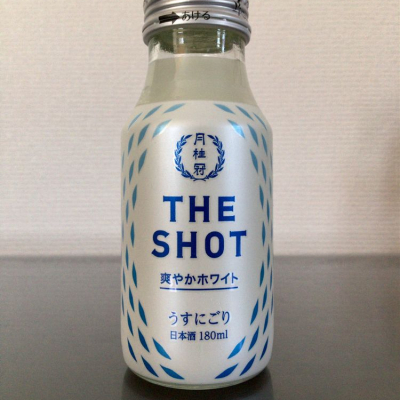 あける
月桂冠
THE
SHOT
爽やかホワイト
うすにごり
日本酒 180ml